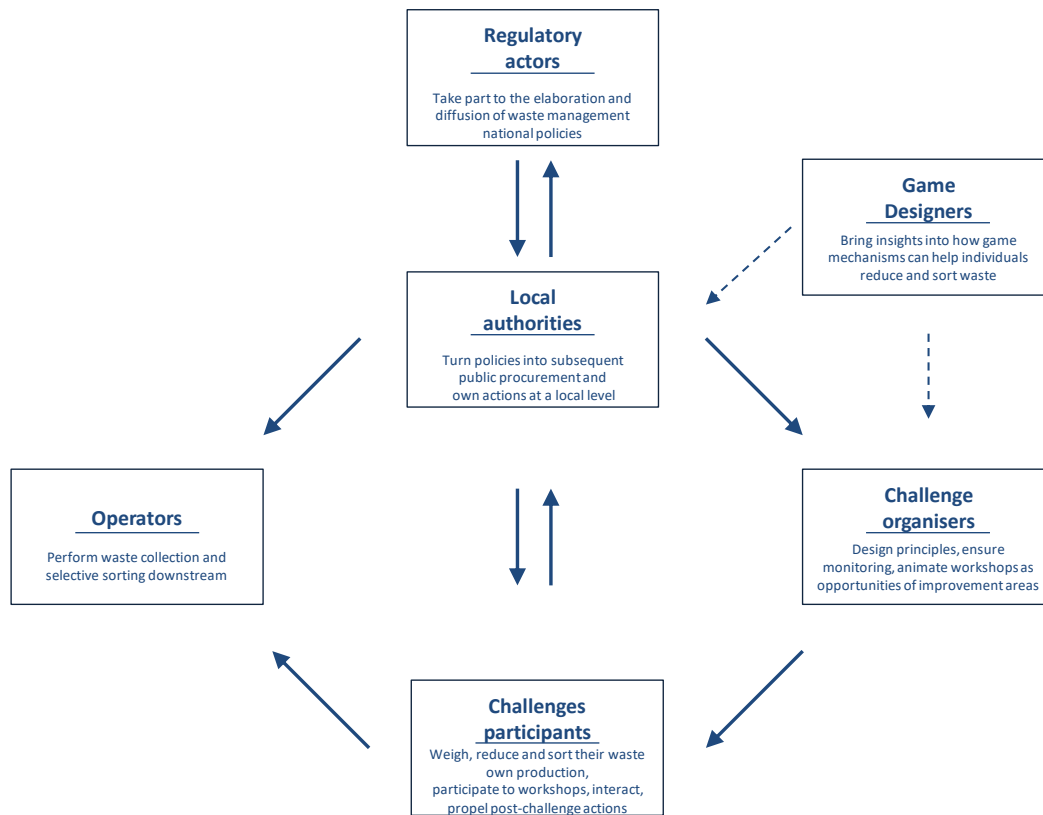 Regulatory
actors
Take part to the elaboration and
diffusion of waste management
national policies
Game
Designers
Bring insights into how game
mechanisms can help individuals
reduce and sort waste
Local
authorities
Turn policies into subsequent
public procurement and
own actions at a local level
Operators
Perform waste collection and
selective sorting downstream
Challenge
organisers
Design principles, ensure
monitoring, animate workshops as
opportunities of improvement areas
Challenges
participants
Weigh, reduce and sort their waste
own production,
participate to workshops, interact,
propel post-challenge actions